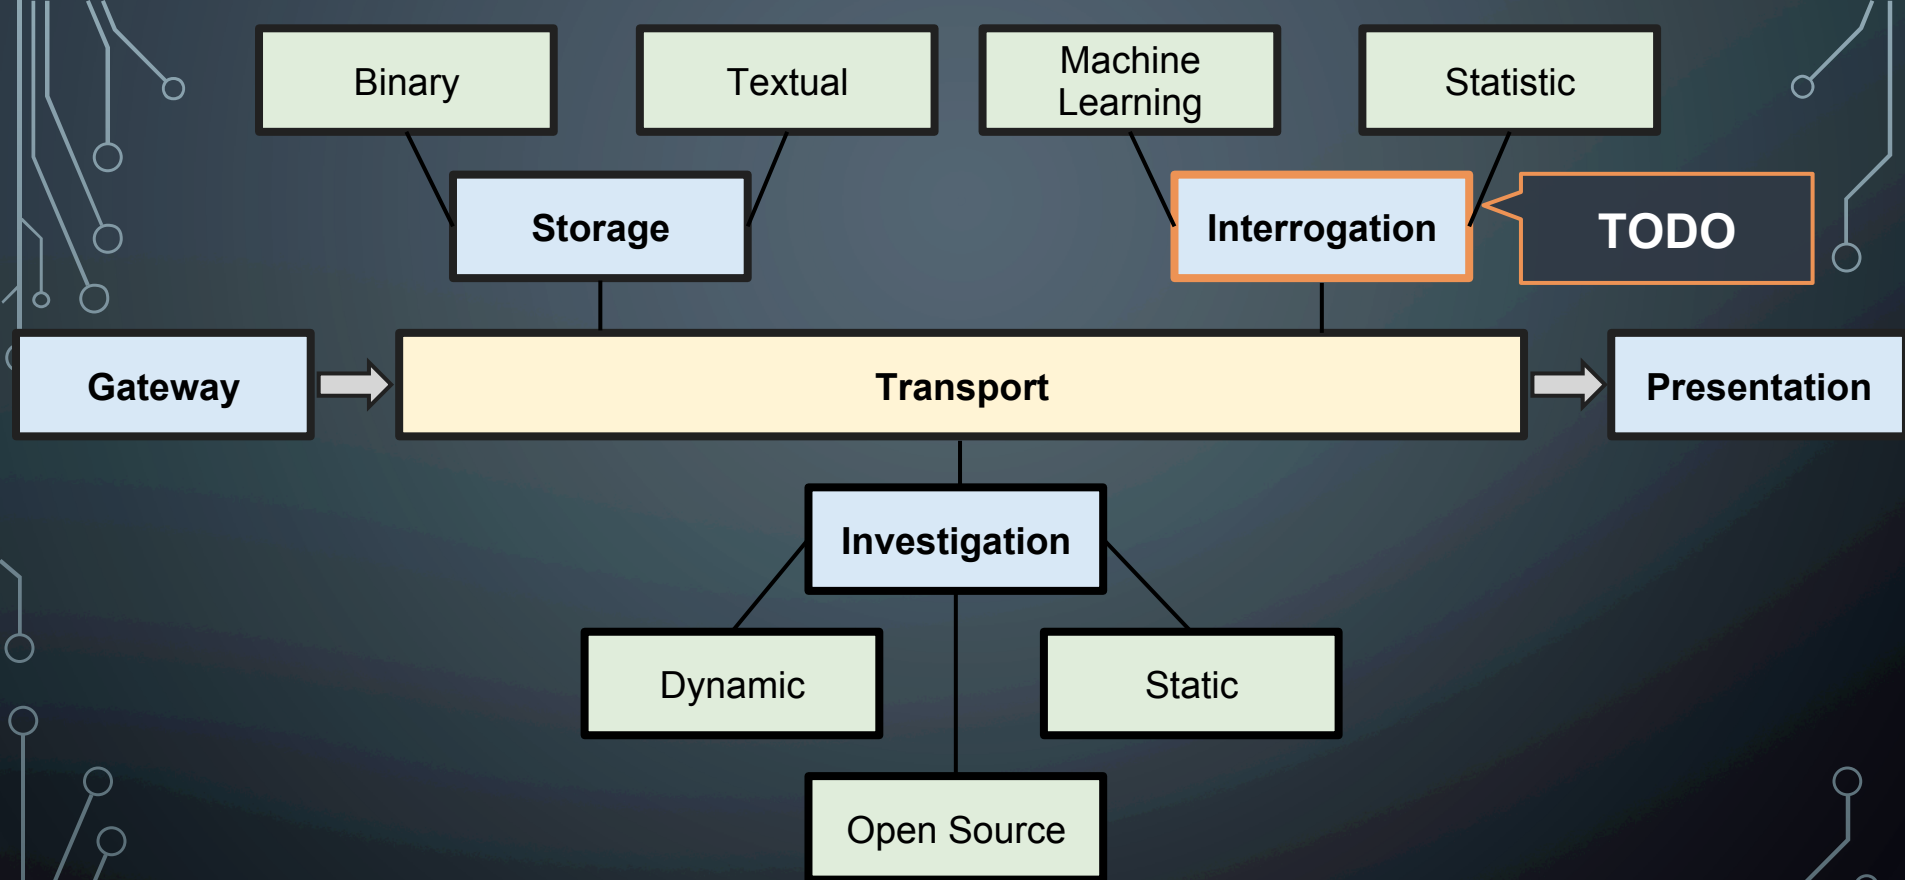 Binary
Textual
Machine
Learning
Statistic
Storage
Interrogation
TODO
Gateway
Transport
Presentation
Investigation
Dynamic
Static
Open Source